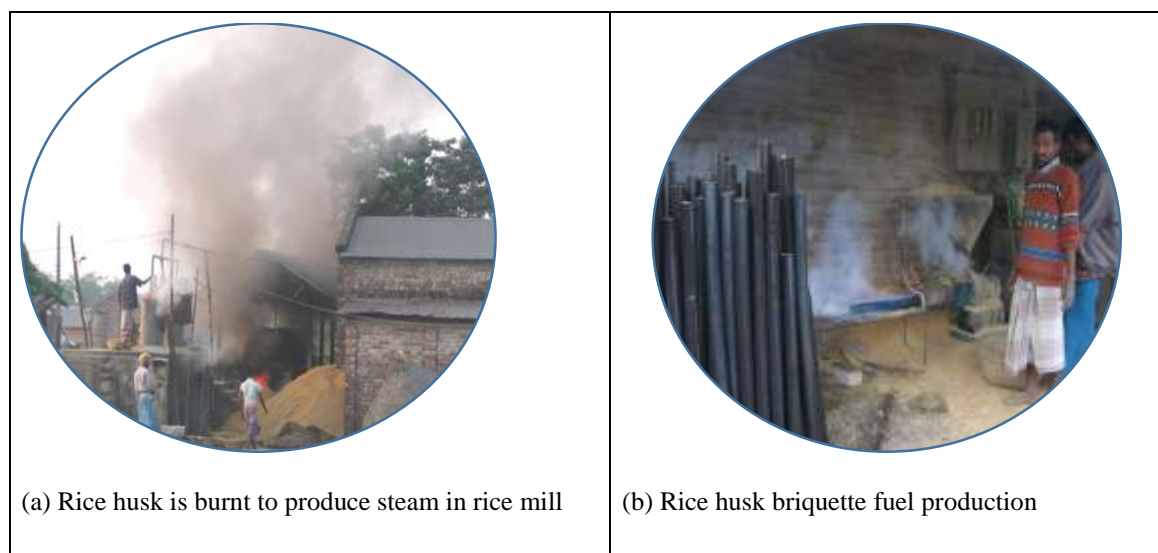 (a) Rice husk is burnt to produce steam in rice mill
(b) Rice husk briquette fuel production